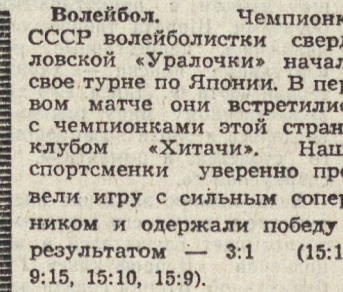 Волейбол. Чемпионк
СССР волейболистки сверд
ловской «Уралочки» начал
свое турне по Японии. В пер
вом матче они встретилис
с чемпионками этой стран
клубом «Хитачи». Наш
спортсменки уверенно про
вели игру с сильным сопер
ником и одержали победу
результатом — 3:1 (15:1
9:15, 15:10, 15:9).